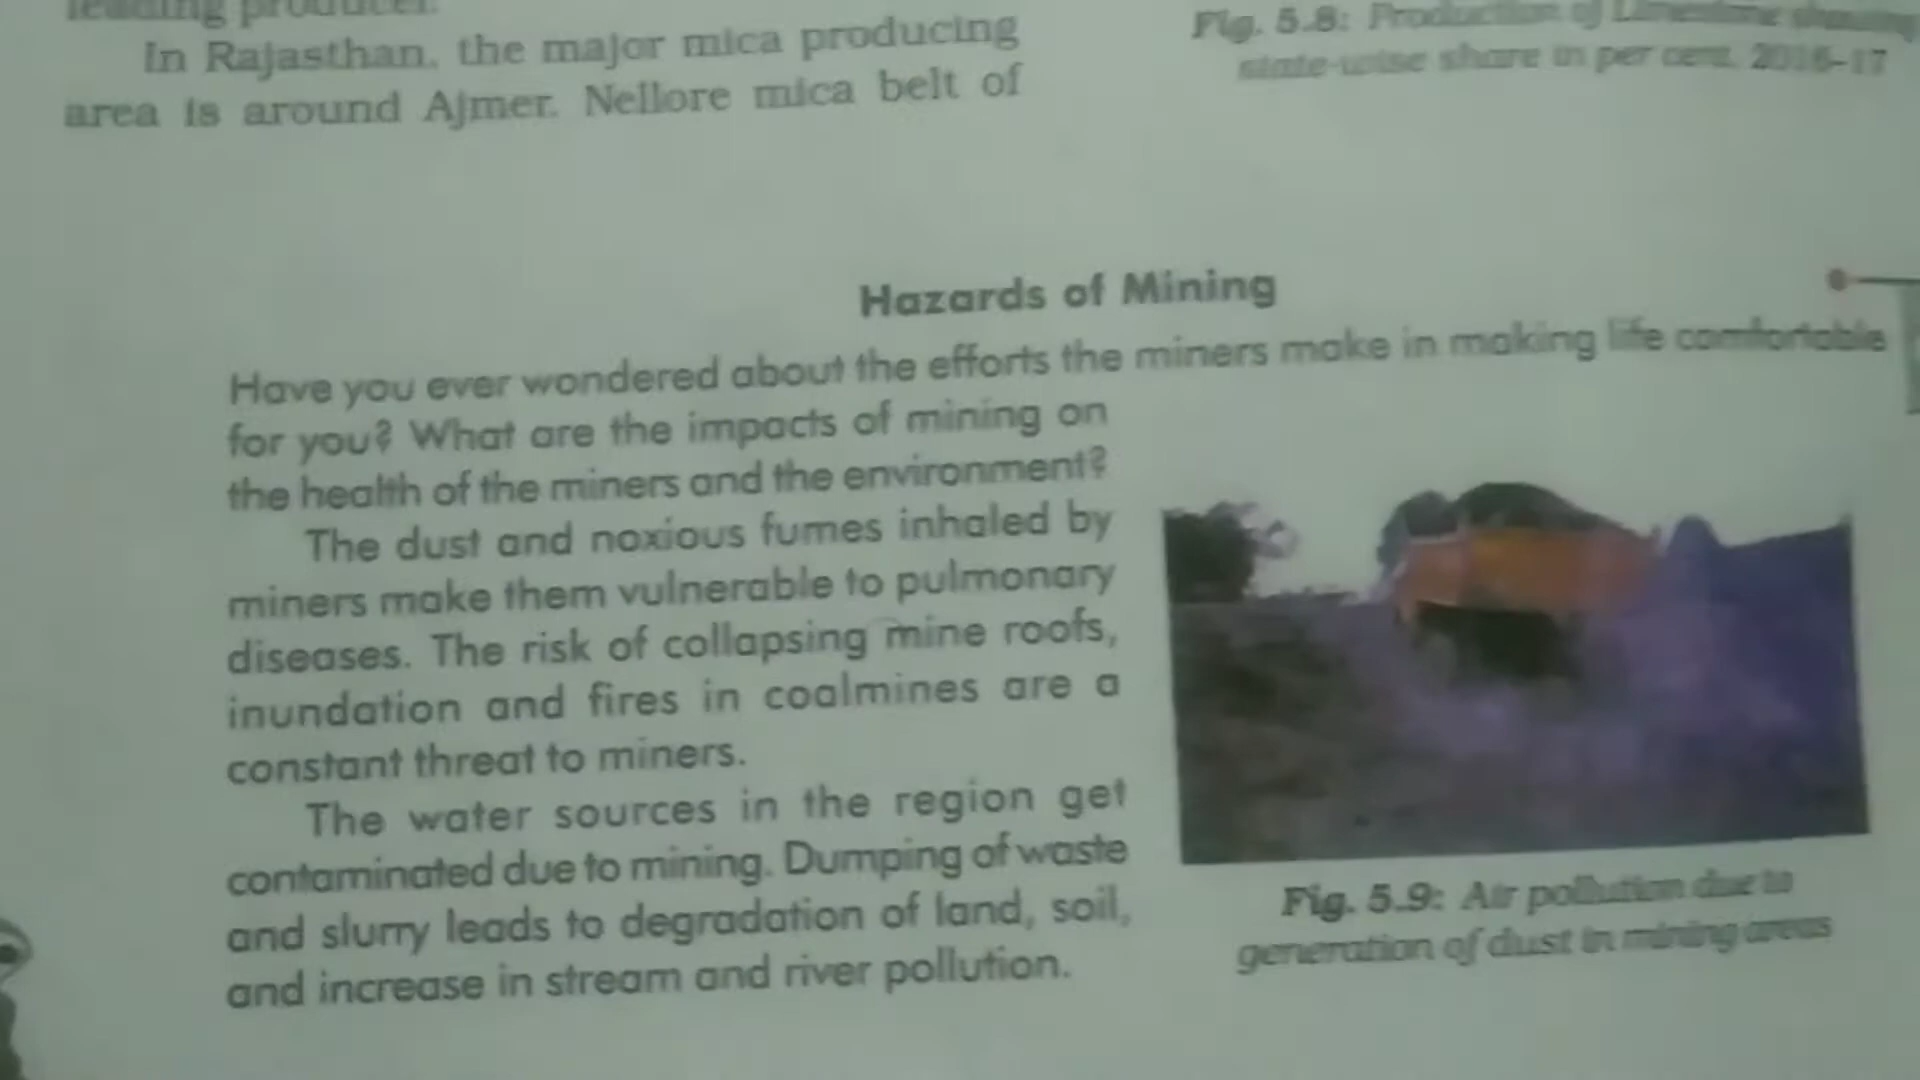 leading producer.
In Rajasthan, the major mica producing
area is around Ajmer. Nellore mica belt of
Fig. 5.8: Production of Limestone showing
state-wise share in per cent, 2016–17
Hazards of Mining
Have you ever wondered about the efforts the miners make in making life comfortable
for you? What are the impacts of mining on
the health of the miners and the environment?
The dust and noxious fumes inhaled by
miners make them vulnerable to pulmonary
diseases. The risk of collapsing mine roofs,
inundation and fires in coalmines are a
constant threat to miners.
The water sources in the region get
contaminated due to mining. Dumping of waste
and slurry leads to degradation of land, soil,
and increase in stream and river pollution.
Fig. 5.9: Air pollution due to
generation of dust in mining areas